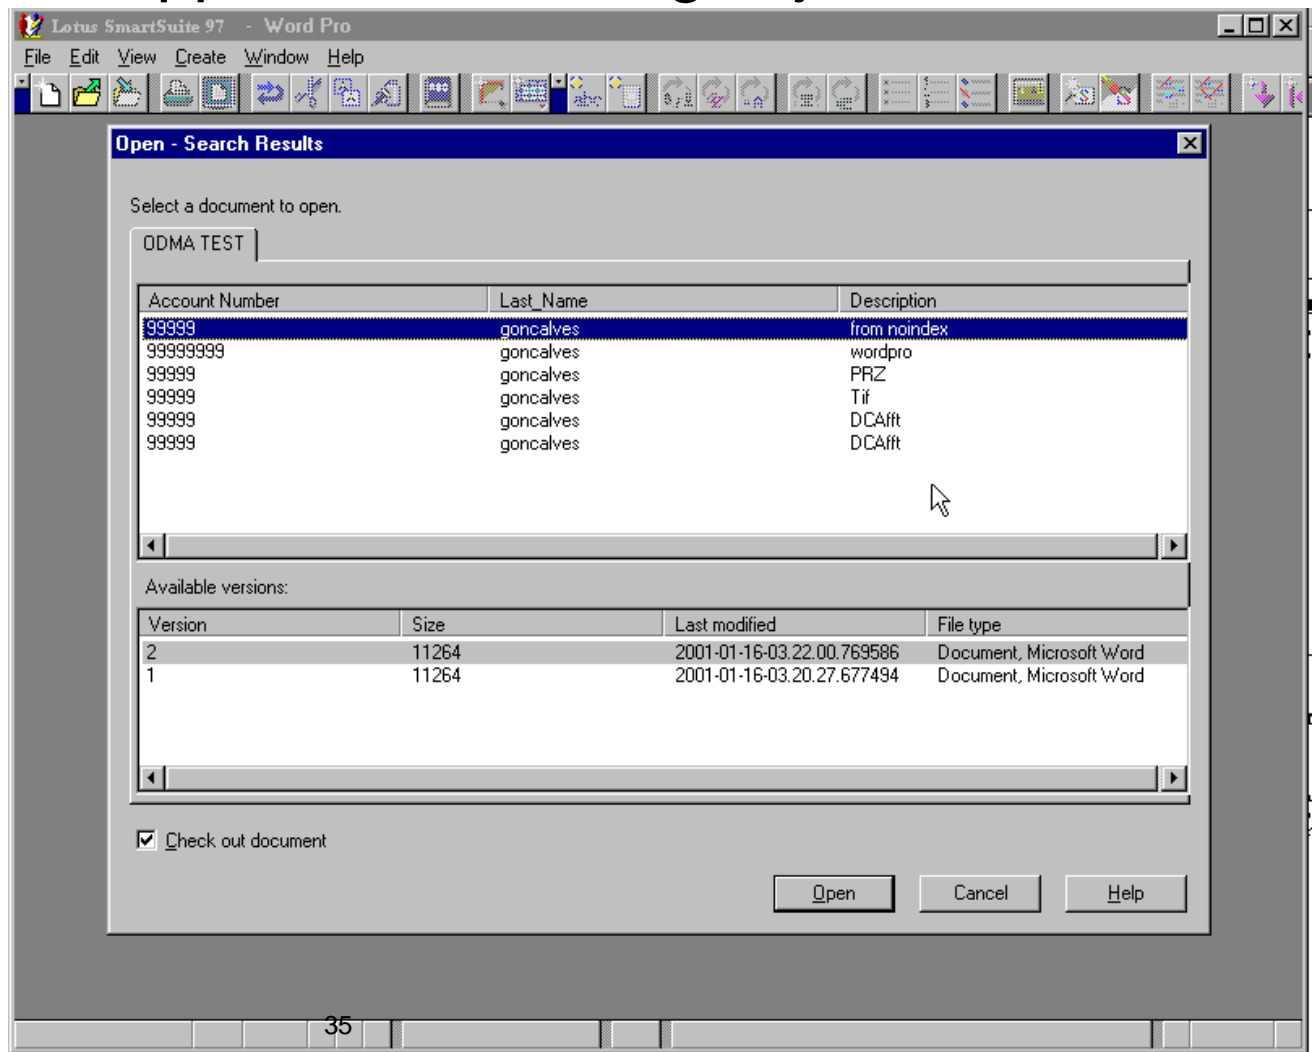 Lotus SmartSuite 97 - Word Pro
File Edit View Create Window Help
Open - Search Results
Select a document to open.
ODMA TEST
Account Number Last_Name Description
99999 goncalves from noindex
99999999 goncalves wordpro
99999 goncalves PRZ
99999 goncalves Tif
99999 goncalves DCAfft
99999 goncalves DCAfft
Available versions:
Version Size Last modified File type
2 11264 2001-01-16-03.22.00.769586 Document, Microsoft Word
1 11264 2001-01-16-03.20.27.677494 Document, Microsoft Word
Check out document
Open Cancel Help
35